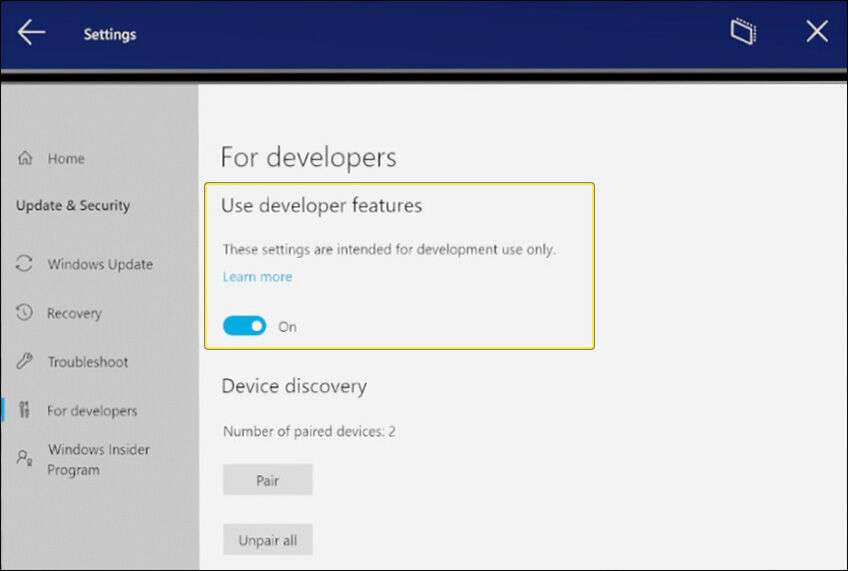 Settings
Home
Update & Security
Windows Update
Recovery
Troubleshoot
For developers
Windows Insider
Program
For developers
Use developer features
These settings are intended for development use only.
Learn more
On
Device discovery
Number of paired devices: 2
Pair
Unpair all